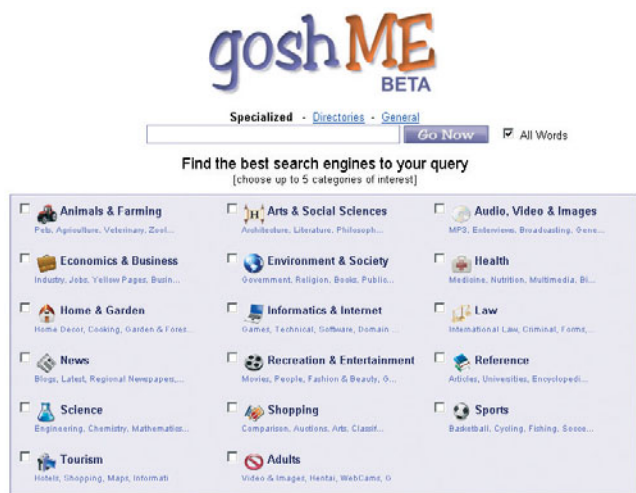 goshME
BETA
Specialized - Directories - General
Go Now All Words
Find the best search engines to your query
[choose up to 5 categories of interest]
Animals & Farming Arts & Social Sciences Audio, Video & Images
Pets, Agriculture, Veterinary, Zool... Architecture, Literature, Philosoph... MP3, Enterviews, Broadcasting, Gene...
Economics & Business Environment & Society Health
Industry, Jobs, Yellow Pages, Busin... Government, Religion, Books, Public... Medicine, Nutrition, Multimedia, Bi...
Home & Garden Informatics & Internet Law
Home Decor, Cooking, Garden & Fores... Games, Technical, Software, Domain ... International Law, Criminal, Forms,...
News Recreation & Entertainment Reference
Blogs, Latest, Regional Newspapers,... Movies, People, Fashion & Beauty, G... Articles, Universities, Encyclopedi...
Science Shopping Sports
Engineering, Chemistry, Mathematics... Comparison, Auctions, Arts, Classif... Basketball, Cycling, Fishing, Socce...
Tourism Adults
Hotels, Shopping, Maps, Informati Video & Images, Hentai, WebCams, G